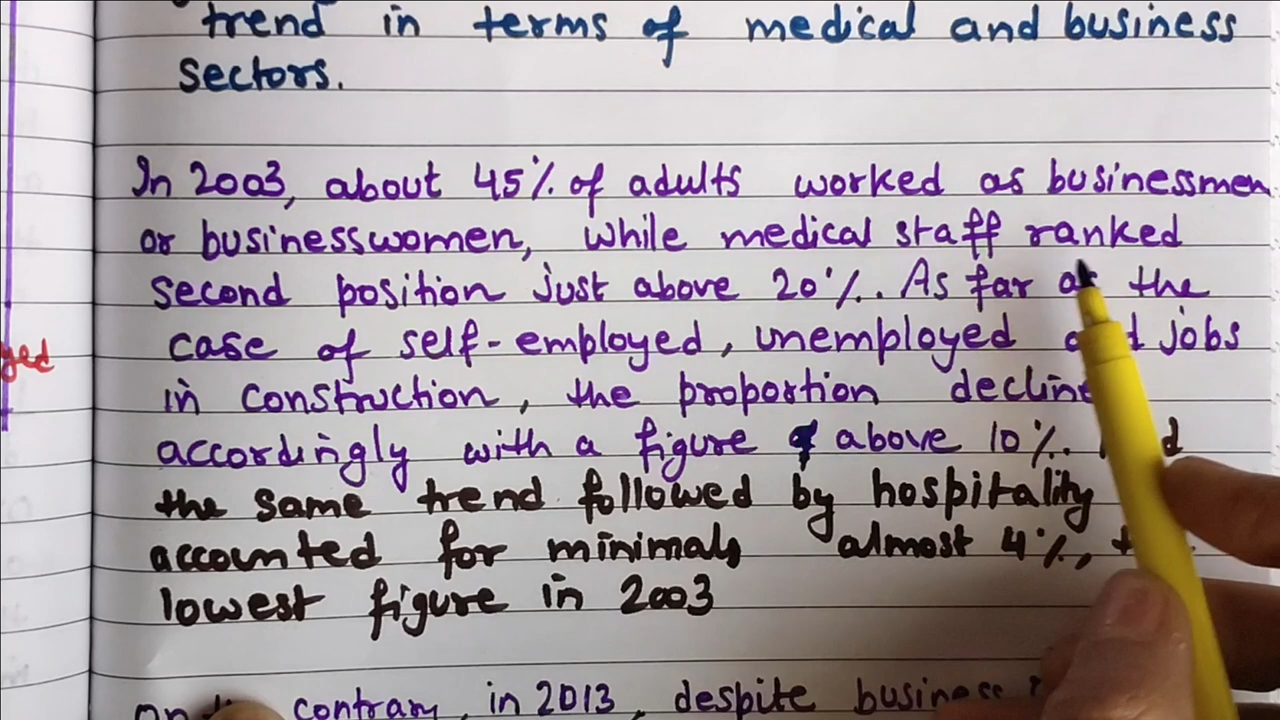 trend in terms of medical and business
sectors.
In 2003, about 45% of adults worked as businessmen
or businesswomen, while medical staff ranked
second position just above 20%. As far as the
case of self-employed, unemployed and jobs
in construction, the proportion decline
accordingly with a figure of above 10%.
the same trend followed by hospitality
accounted for minimal, almost 4%,
lowest figure in 2003
contrary, in 2013, despite business